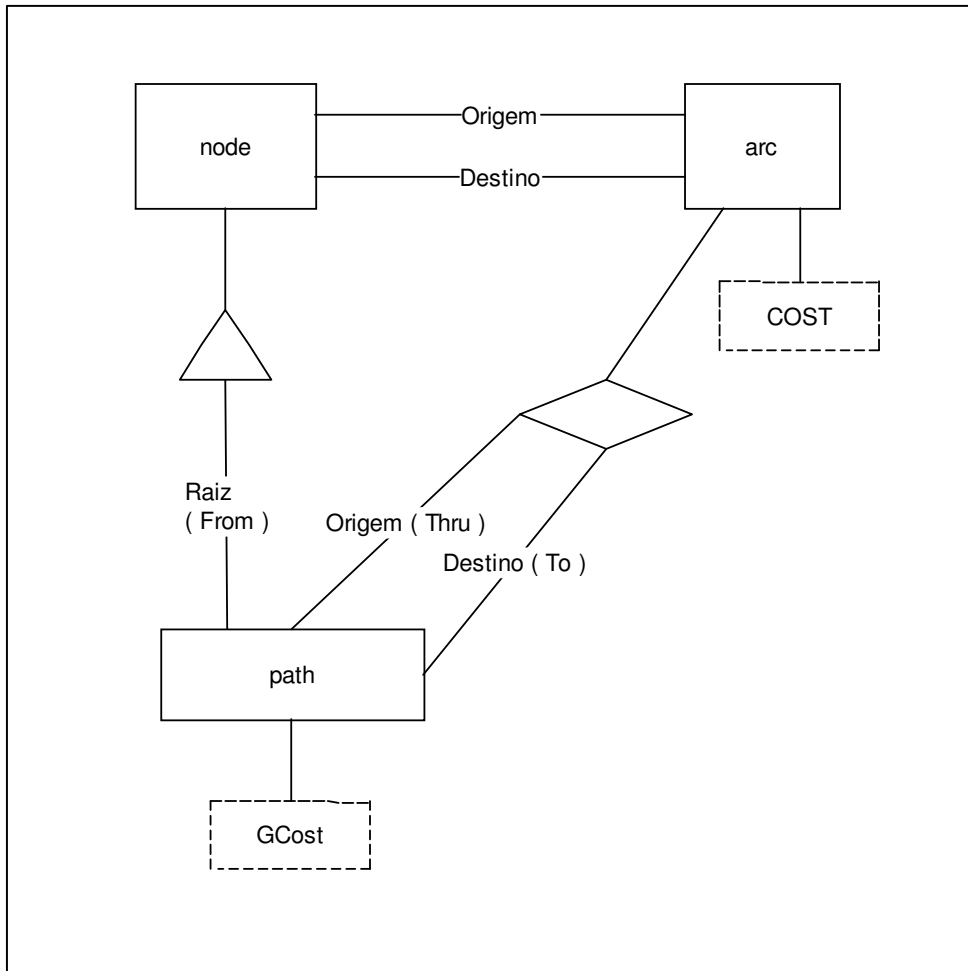 Origem
node
arc
Destino
COST
Raiz
( From )
Origem ( Thru )
Destino ( To )
path
GCost